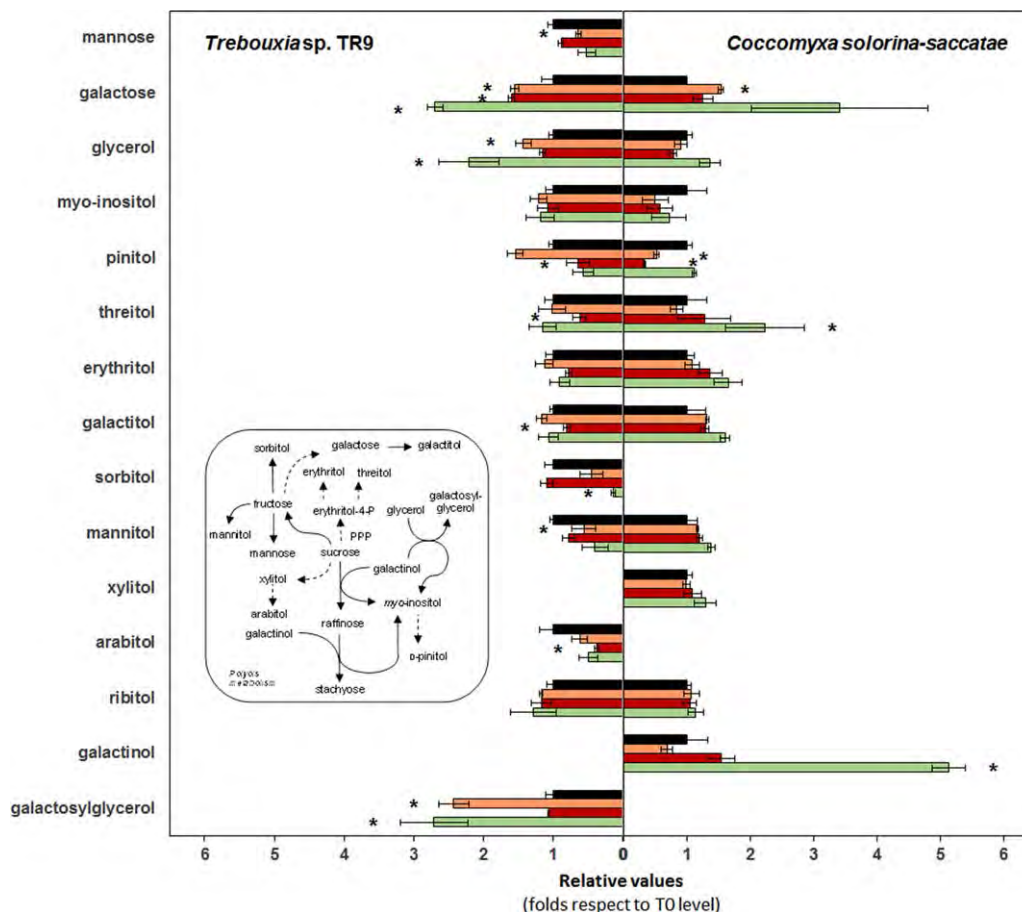 Trebouxia sp. TR9
Coccomyxa solorina-saccatae
mannose
galactose
glycerol
myo-inositol
pinitol
threitol
erythritol
galactitol
sorbitol
mannitol
xylitol
arabitol
ribitol
galactinol
galactosylglycerol
* * * * * * * * * * * * * * * * * * * *
sorbitol
galactose
galactitol
erythritol
threitol
fructose
erythritol-4-P
glycerol
galactosyl-
glycerol
mannitol
PPP
mannose
sucrose
xylitol
galactinol
arabitol
myo-inositol
galactinol
raffinose
D-pinitol
stachyose
Polyols
metabolism
6 5 4 3 2 1 0 1 2 3 4 5 6
Relative values
(folds respect to T0 level)